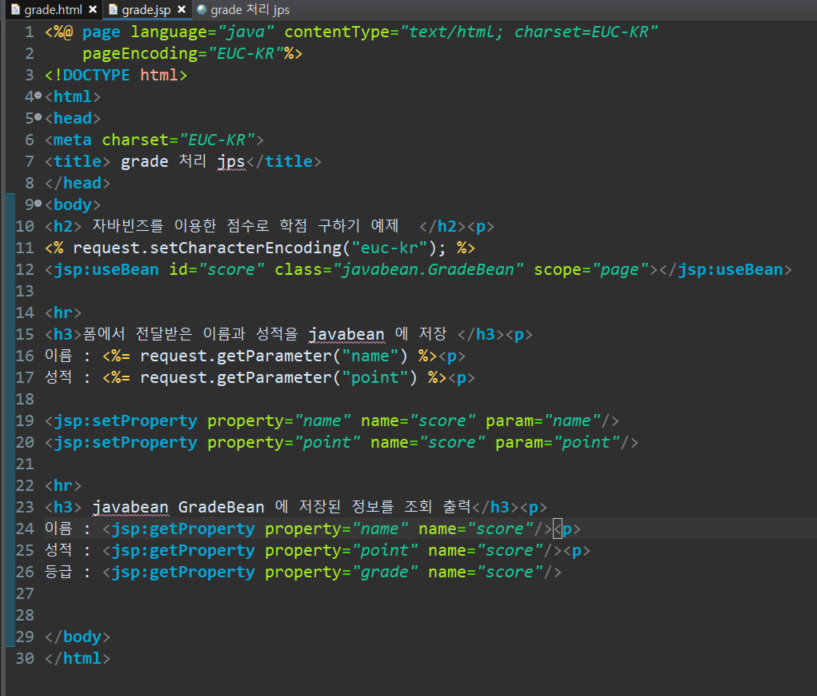 grade.html grade.jsp grade 처리 jps
1 <%@ page language="java" contentType="text/html; charset=EUC-KR"
2     pageEncoding="EUC-KR"%>
3 <!DOCTYPE html>
4 <html>
5 <head>
6 <meta charset="EUC-KR">
7 <title> grade 처리 jps</title>
8 </head>
9 <body>
10 <h2> 자바빈즈를 이용한 점수로 학점 구하기 예제  </h2><p>
11 <% request.setCharacterEncoding("euc-kr"); %>
12 <jsp:useBean id="score" class="javabean.GradeBean" scope="page"></jsp:useBean>
13
14 <hr>
15 <h3>폼에서 전달받은 이름과 성적을 javabean 에 저장 </h3><p>
16 이름 : <%= request.getParameter("name") %><p>
17 성적 : <%= request.getParameter("point") %><p>
18
19 <jsp:setProperty property="name" name="score" param="name"/>
20 <jsp:setProperty property="point" name="score" param="point"/>
21
22 <hr>
23 <h3> javabean GradeBean 에 저장된 정보를 조회 출력</h3><p>
24 이름 : <jsp:getProperty property="name" name="score"/><p>
25 성적 : <jsp:getProperty property="point" name="score"/><p>
26 등급 : <jsp:getProperty property="grade" name="score"/>
27
28
29 </body>
30 </html>